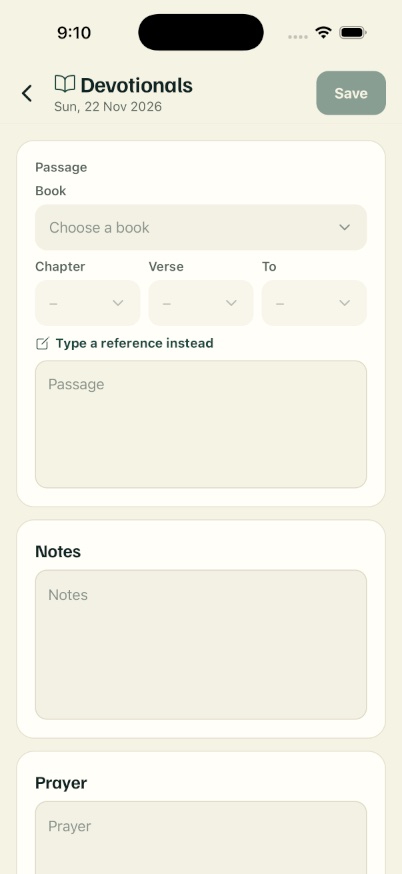 9:10
Devotionals
Sun, 22 Nov 2026
Save
Passage
Book
Choose a book
Chapter Verse To
– – –
Type a reference instead
Passage
Notes
Notes
Prayer
Prayer